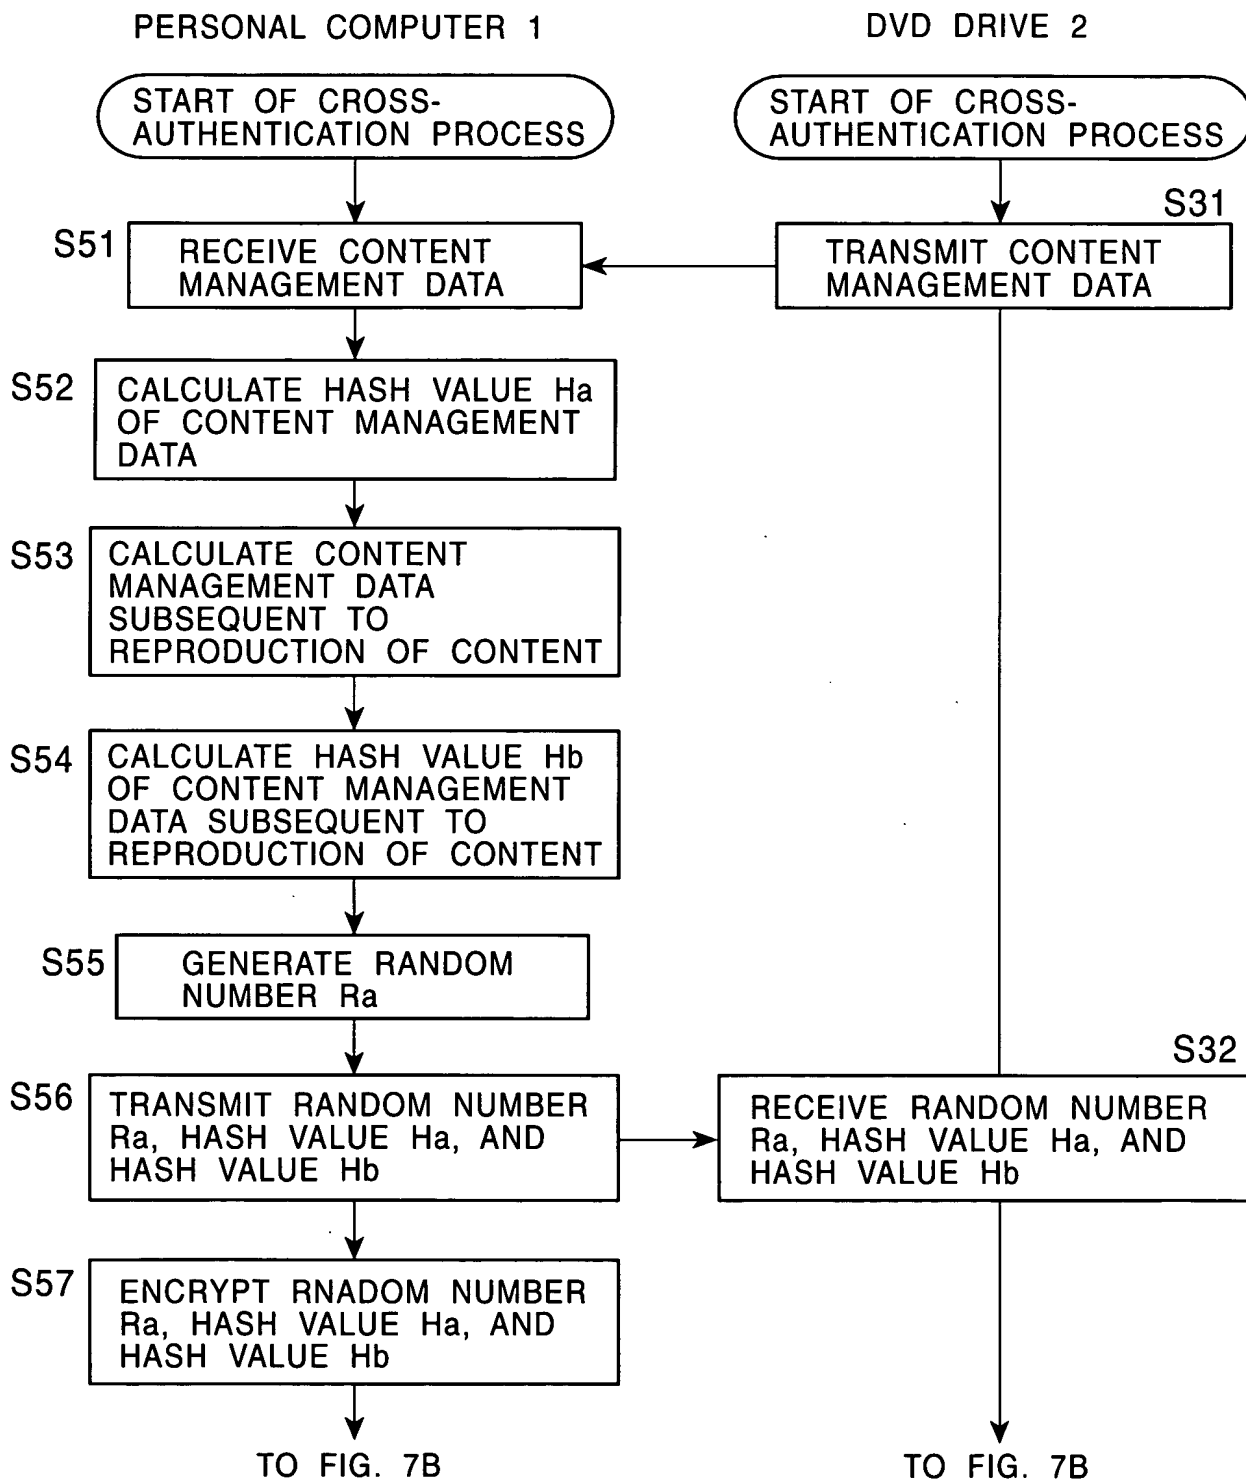 PERSONAL COMPUTER 1
DVD DRIVE 2
START OF CROSS-
AUTHENTICATION PROCESS
START OF CROSS-
AUTHENTICATION PROCESS
S31
S51
RECEIVE CONTENT
MANAGEMENT DATA
TRANSMIT CONTENT
MANAGEMENT DATA
S52
CALCULATE HASH VALUE Ha
OF CONTENT MANAGEMENT
DATA
S53
CALCULATE CONTENT
MANAGEMENT DATA
SUBSEQUENT TO
REPRODUCTION OF CONTENT
S54
CALCULATE HASH VALUE Hb
OF CONTENT MANAGEMENT
DATA SUBSEQUENT TO
REPRODUCTION OF CONTENT
S55
GENERATE RANDOM
NUMBER Ra
S32
S56
TRANSMIT RANDOM NUMBER
Ra, HASH VALUE Ha, AND
HASH VALUE Hb
RECEIVE RANDOM NUMBER
Ra, HASH VALUE Ha, AND
HASH VALUE Hb
S57
ENCRYPT RNADOM NUMBER
Ra, HASH VALUE Ha, AND
HASH VALUE Hb
TO FIG. 7B
TO FIG. 7B